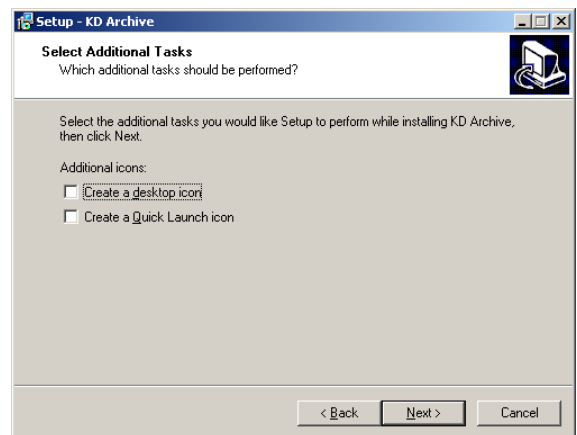 Setup - KD Archive
Select Additional Tasks
Which additional tasks should be performed?
Select the additional tasks you would like Setup to perform while installing KD Archive,
then click Next.
Additional icons:
Create a desktop icon
Create a Quick Launch icon
< Back Next > Cancel